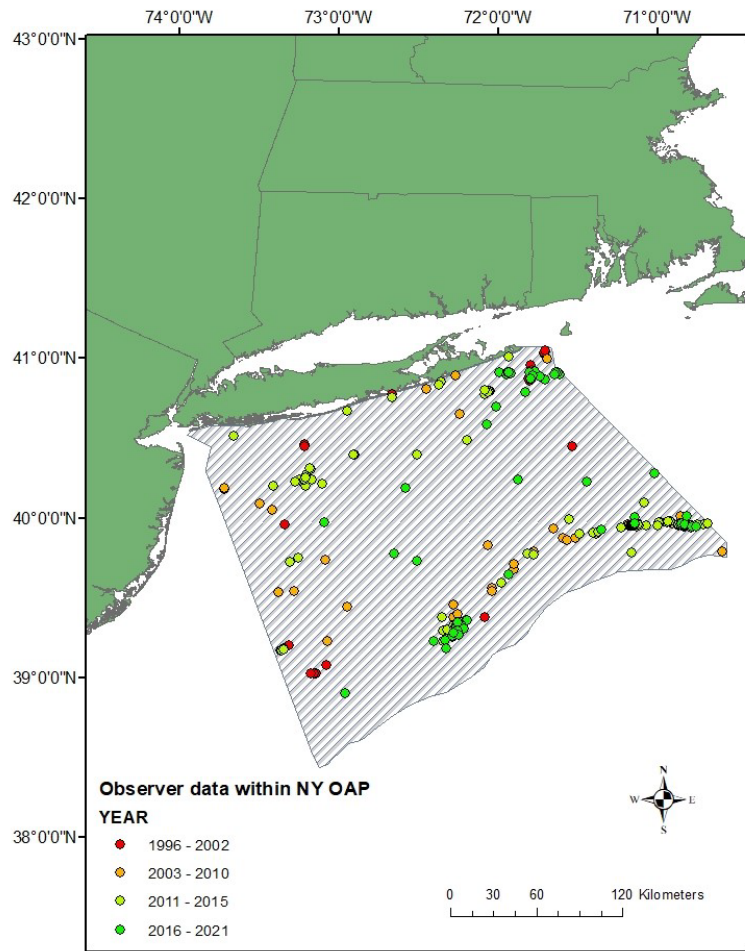 74°0'0"W 73°0'0"W 72°0'0"W 71°0'0"W
43°0'0"N
42°0'0"N
41°0'0"N
40°0'0"N
39°0'0"N
38°0'0"N
Observer data within NY OAP
YEAR
1996 - 2002
2003 - 2010
2011 - 2015
2016 - 2021
N
W E
S
0 30 60 120 Kilometers